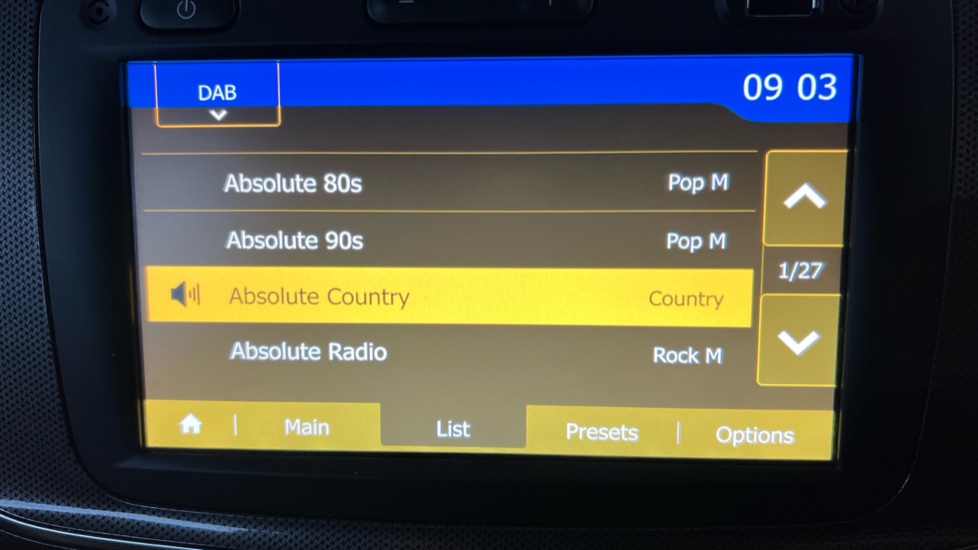 DAB
09 03
Absolute 80s Pop M
Absolute 90s Pop M
1/27
Absolute Country Country
Absolute Radio Rock M
Main | List Presets | Options